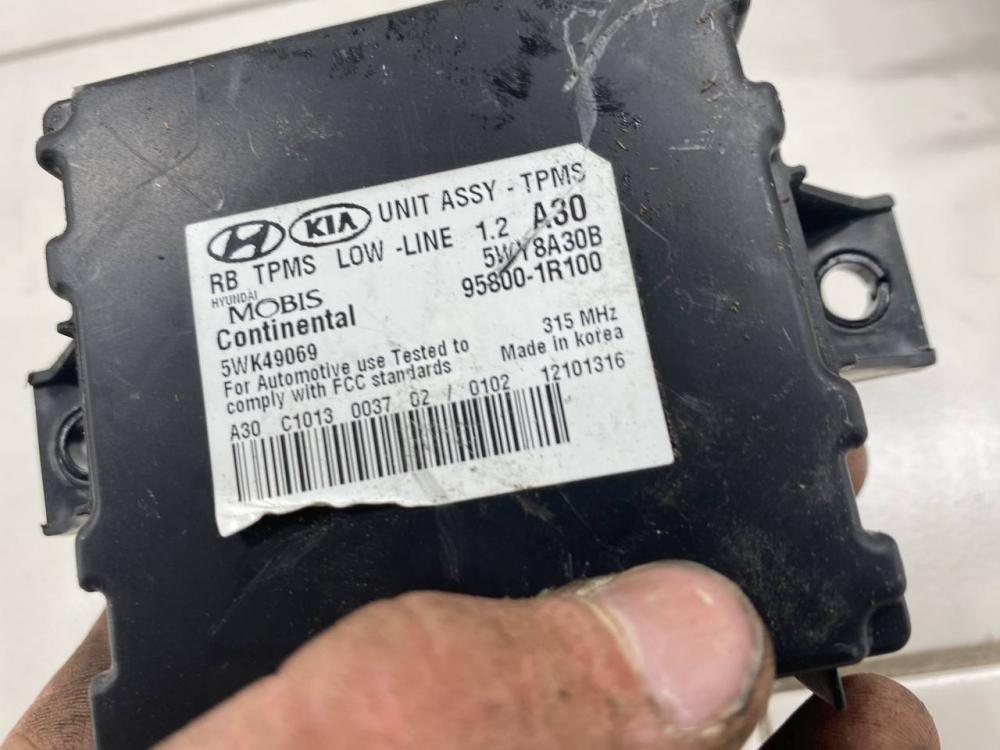 KIA UNIT ASSY - TPMS
RB TPMS LOW -LINE 1.2 A30
HYUNDAI 5WY8A30B
MOBIS 95800-1R100
Continental
5WK49069 315 MHz
For Automotive use Tested to Made in korea
comply with FCC standards
A30 C1013 0037 02 / 0102 12101316